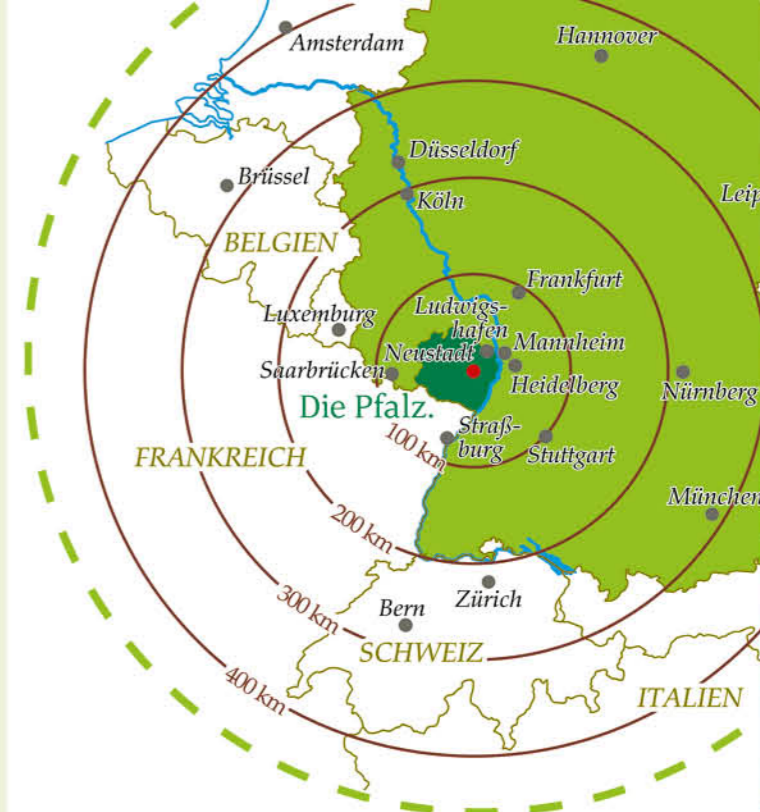 Amsterdam
Hannover
Düsseldorf
Brüssel
Köln
Leip
BELGIEN
Frankfurt
Luxemburg
Ludwigs-
hafen
Mannheim
Neustadt
Saarbrücken
Heidelberg
Nürnberg
Die Pfalz.
100 km
Straß-
burg
Stuttgart
FRANKREICH
München
200 km
Zürich
300 km
Bern
SCHWEIZ
400 km
ITALIEN